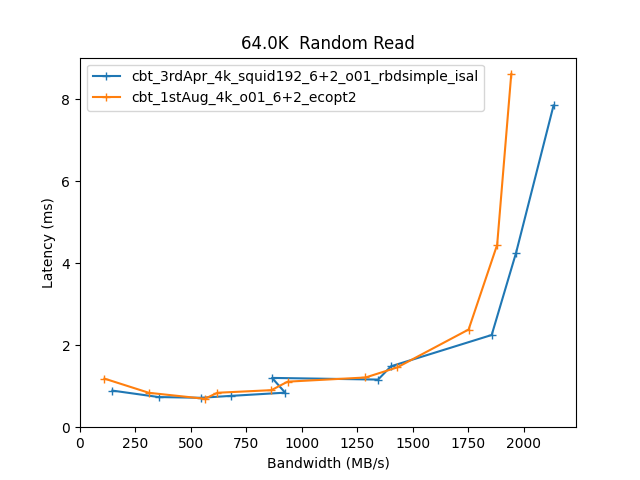 64.0K  Random Read
cbt_3rdApr_4k_squid192_6+2_o01_rbdsimple_isal
cbt_1stAug_4k_o01_6+2_ecopt2
Latency (ms)
8
6
4
2
0
0 250 500 750 1000 1250 1500 1750 2000
Bandwidth (MB/s)